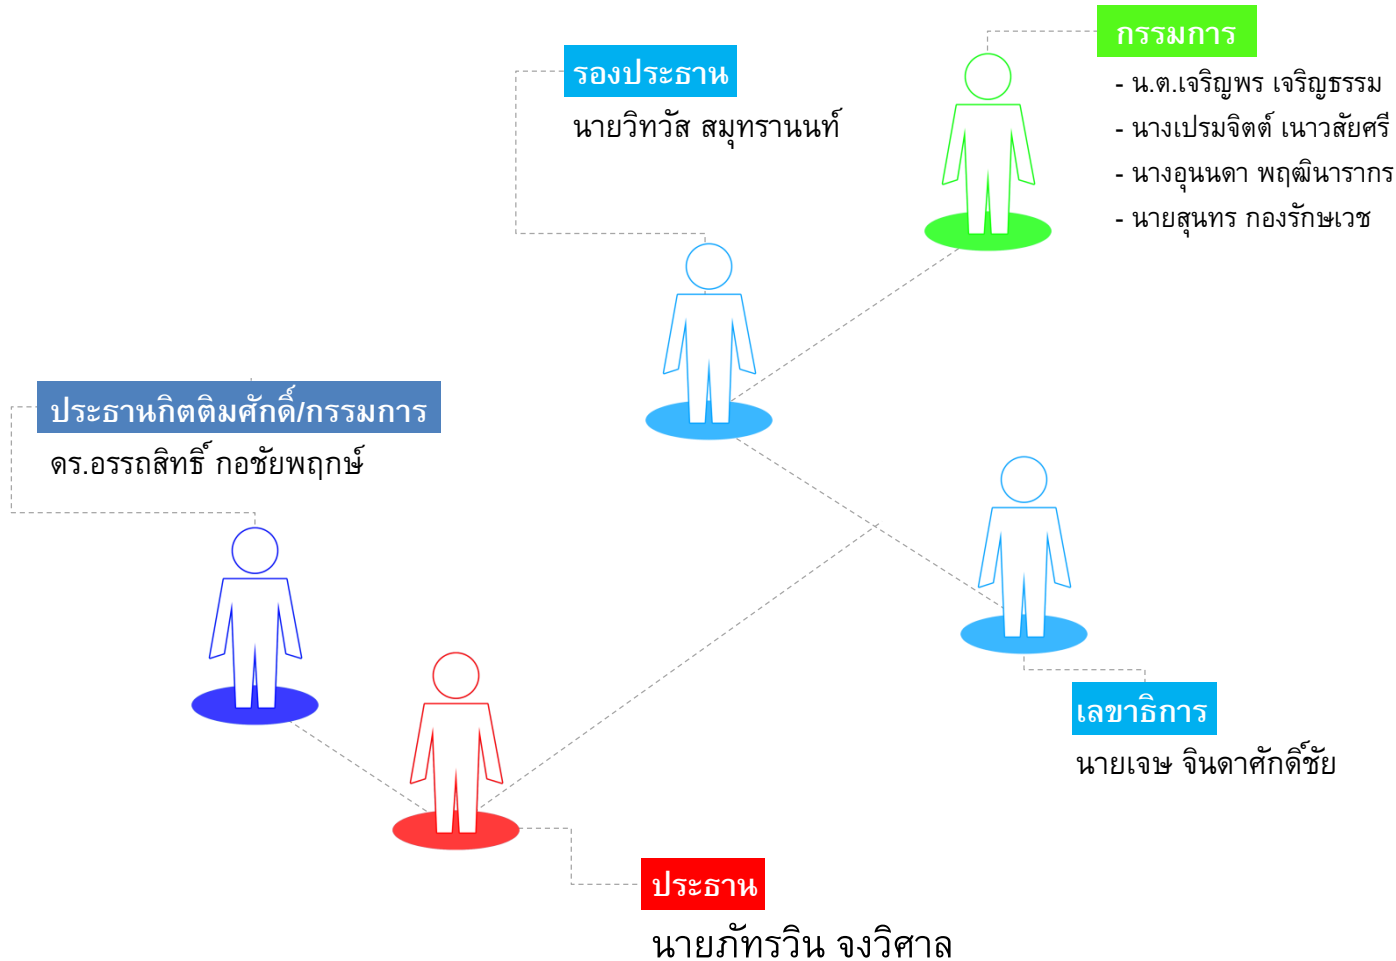 กรรมการ
- น.ต.เจริญพร เจริญธรรม
- นางเปรมจิตต์ เนาวสัยศรี
- นางอุนนดา พฤฒินารากร
- นายสุนทร กองรักษเวช
รองประธาน
นายวิทวัส สมุทรานนท์
ประธานกิตติมศักดิ์/กรรมการ
ดร.อรรถสิทธิ์ กอชัยพฤกษ์
เลขาธิการ
นายเจษ จินดาศักดิ์ชัย
ประธาน
นายภัทรวิน จงวิศาล